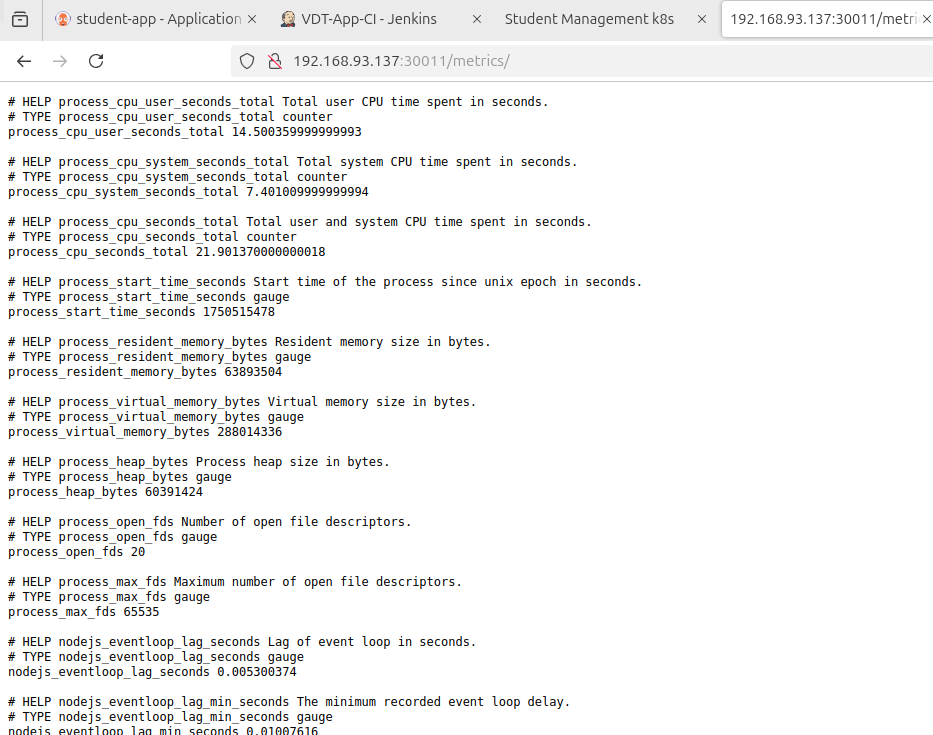 student-app - Application
VDT-App-CI - Jenkins
Student Management k8s
192.168.93.137:30011/metri
192.168.93.137:30011/metrics/
# HELP process_cpu_user_seconds_total Total user CPU time spent in seconds.
# TYPE process_cpu_user_seconds_total counter
process_cpu_user_seconds_total 14.500359999999993
# HELP process_cpu_system_seconds_total Total system CPU time spent in seconds.
# TYPE process_cpu_system_seconds_total counter
process_cpu_system_seconds_total 7.401009999999994
# HELP process_cpu_seconds_total Total user and system CPU time spent in seconds.
# TYPE process_cpu_seconds_total counter
process_cpu_seconds_total 21.901370000000018
# HELP process_start_time_seconds Start time of the process since unix epoch in seconds.
# TYPE process_start_time_seconds gauge
process_start_time_seconds 1750515478
# HELP process_resident_memory_bytes Resident memory size in bytes.
# TYPE process_resident_memory_bytes gauge
process_resident_memory_bytes 63893504
# HELP process_virtual_memory_bytes Virtual memory size in bytes.
# TYPE process_virtual_memory_bytes gauge
process_virtual_memory_bytes 288014336
# HELP process_heap_bytes Process heap size in bytes.
# TYPE process_heap_bytes gauge
process_heap_bytes 60391424
# HELP process_open_fds Number of open file descriptors.
# TYPE process_open_fds gauge
process_open_fds 20
# HELP process_max_fds Maximum number of open file descriptors.
# TYPE process_max_fds gauge
process_max_fds 65535
# HELP nodejs_eventloop_lag_seconds Lag of event loop in seconds.
# TYPE nodejs_eventloop_lag_seconds gauge
nodejs_eventloop_lag_seconds 0.005300374
# HELP nodejs_eventloop_lag_min_seconds The minimum recorded event loop delay.
# TYPE nodejs_eventloop_lag_min_seconds gauge
nodejs_eventloop_lag_min_seconds 0.01007616